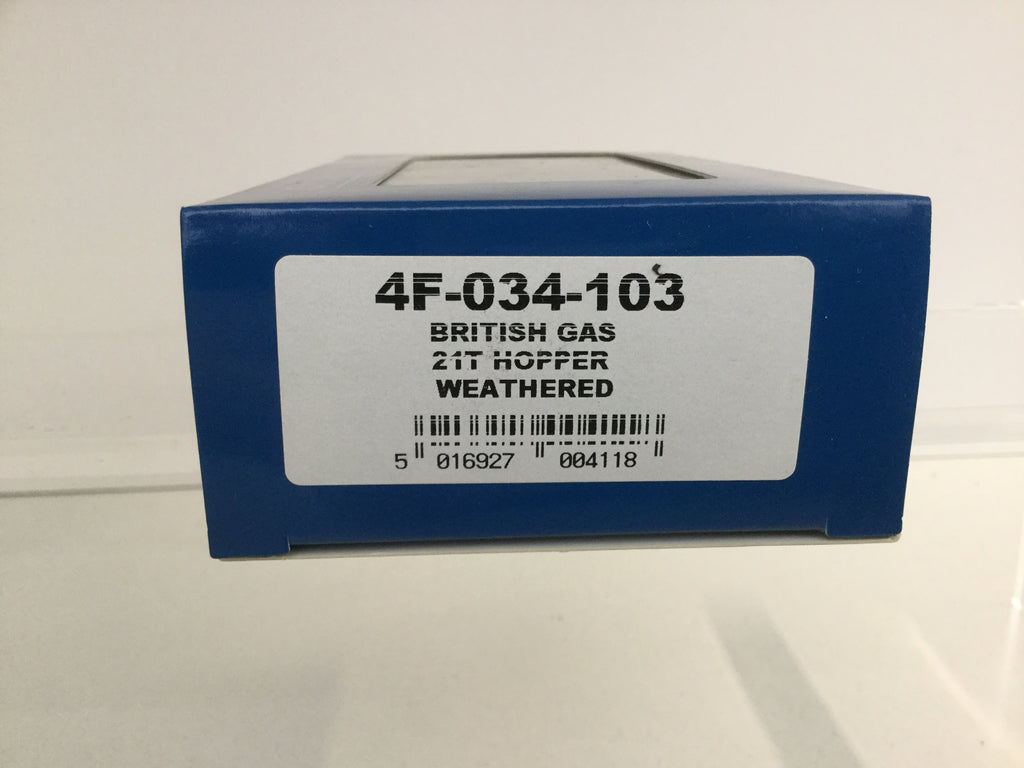 4F-034-103
BRITISH GAS
21T HOPPER
WEATHERED
5 016927 004118